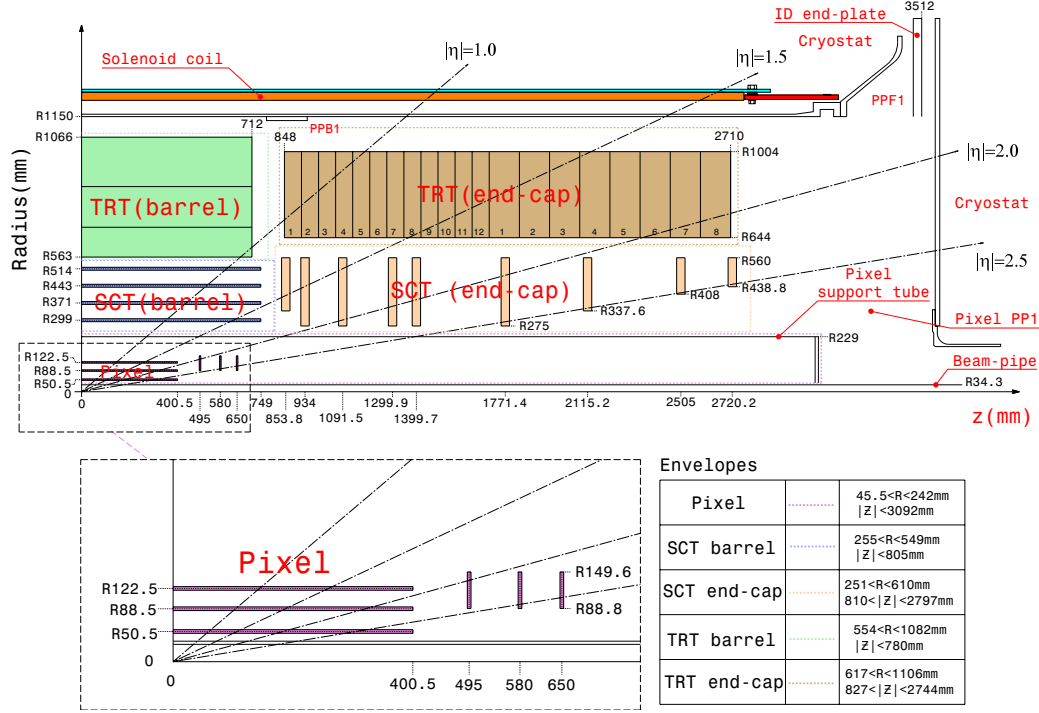 3512
ID end-plate
Cryostat
|η|=1.0
|η|=1.5
Solenoid coil
PPF1
R1150
712
PPB1
R1066
848
2710
R1004
|η|=2.0
TRT(barrel)
TRT(end-cap)
Radius(mm)
Cryostat
1 2 3 4 5 6 7 8 9 10 11 12 1 2 3 4 5 6 7 8
R644
R563
R560
R514
|η|=2.5
R443
R438.8
SCT(barrel)
SCT (end-cap)
Pixel
support tube
R408
R371
R337.6
R299
R275
Pixel PP1
R229
R122.5
R88.5
Pixel
R50.5
Beam-pipe
R34.3
0
0
400.5
580
749
934
1299.9
1771.4
2115.2
2505
2720.2
495
650
853.8
1091.5
1399.7
z(mm)
Pixel
R149.6
R122.5
R88.5
R88.8
R50.5
0
0
400.5
495
580
650
Envelopes
Pixel
45.5<R<242mm
|Z|<3092mm
SCT barrel
255<R<549mm
|Z|<805mm
SCT end-cap
251<R<610mm
810<|Z|<2797mm
TRT barrel
554<R<1082mm
|Z|<780mm
TRT end-cap
617<R<1106mm
827<|Z|<2744mm